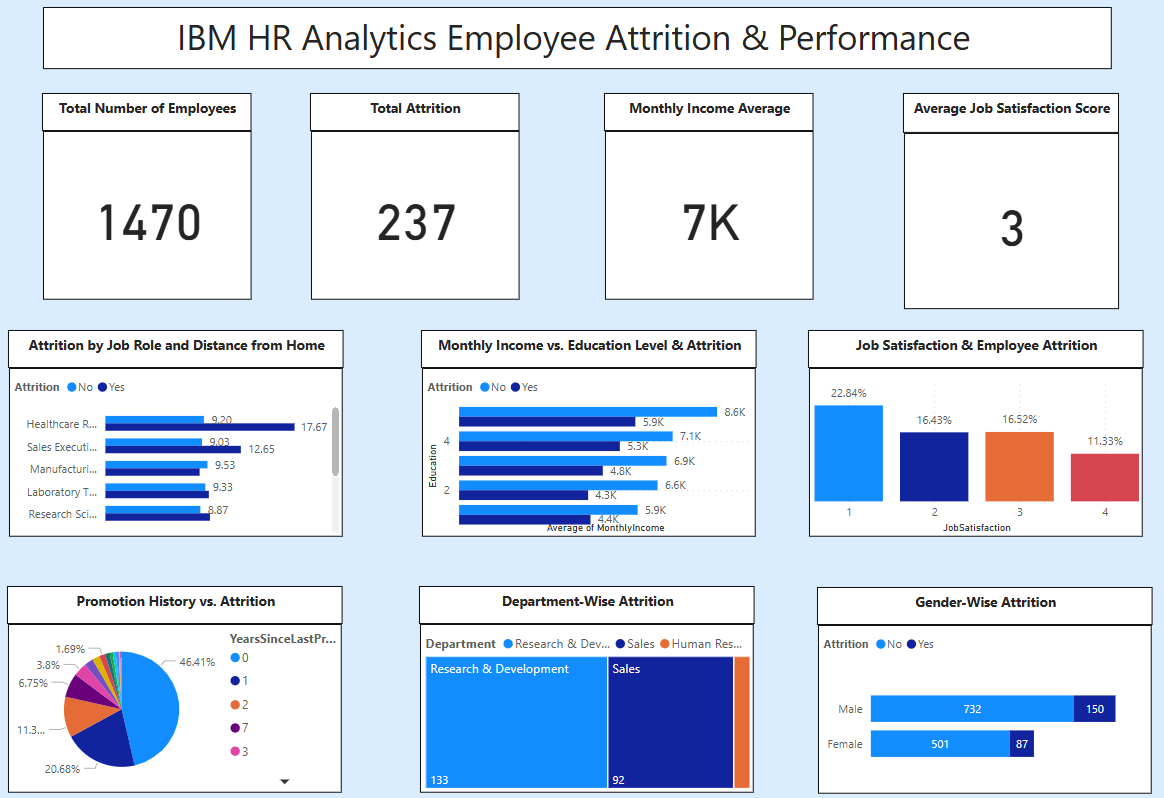 IBM HR Analytics Employee Attrition & Performance
Total Number of Employees
1470
Total Attrition
237
Monthly Income Average
7K
Average Job Satisfaction Score
3
Attrition by Job Role and Distance from Home
Attrition No Yes
Healthcare R... 9.20 17.67
Sales Executi... 9.03 12.65
Manufacturi... 9.53
Laboratory T... 9.33
Research Sci... 8.87
Monthly Income vs. Education Level & Attrition
Attrition No Yes
Education
8.6K
5.9K
4 7.1K
5.3K
6.9K
4.8K
2 6.6K
4.3K
5.9K
4.4K
Average of MonthlyIncome
Job Satisfaction & Employee Attrition
22.84% 16.43% 16.52% 11.33%
1 2 3 4
JobSatisfaction
Promotion History vs. Attrition
1.69%
3.8%
6.75%
11.3...
20.68%
46.41%
YearsSinceLastPr...
0
1
2
7
3
Department-Wise Attrition
Department Research & Dev... Sales Human Res...
Research & Development Sales
133 92
Gender-Wise Attrition
Attrition No Yes
Male 732 150
Female 501 87